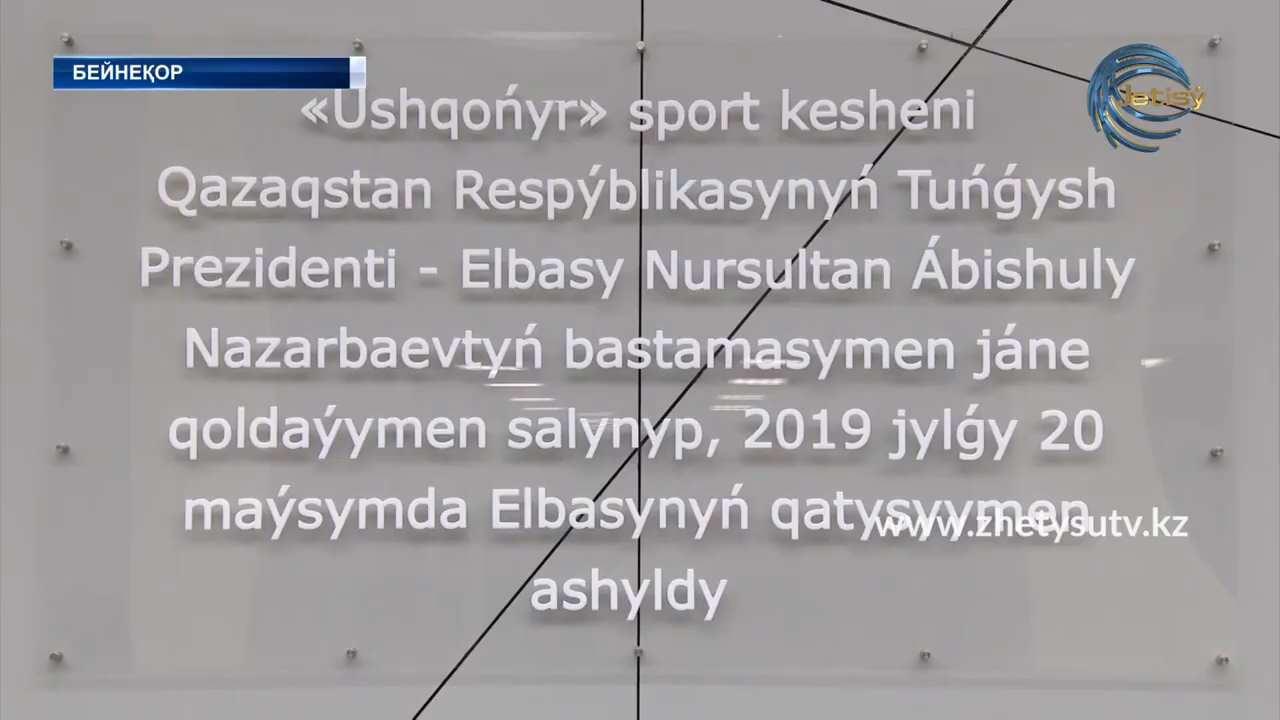 БЕЙНЕҚОР
Jetisý
«Ushqońyr» sport kesheni
Qazaqstan Respýblikasynyń Tuńǵysh
Prezidenti - Elbasy Nursultan Ábishuly
Nazarbaevtyń bastamasymen jáne
qoldaýymen salynyp, 2019 jylǵy 20
maýsymda Elbasynyń qatysyymen
www.zhetysutv.kz
ashyldy